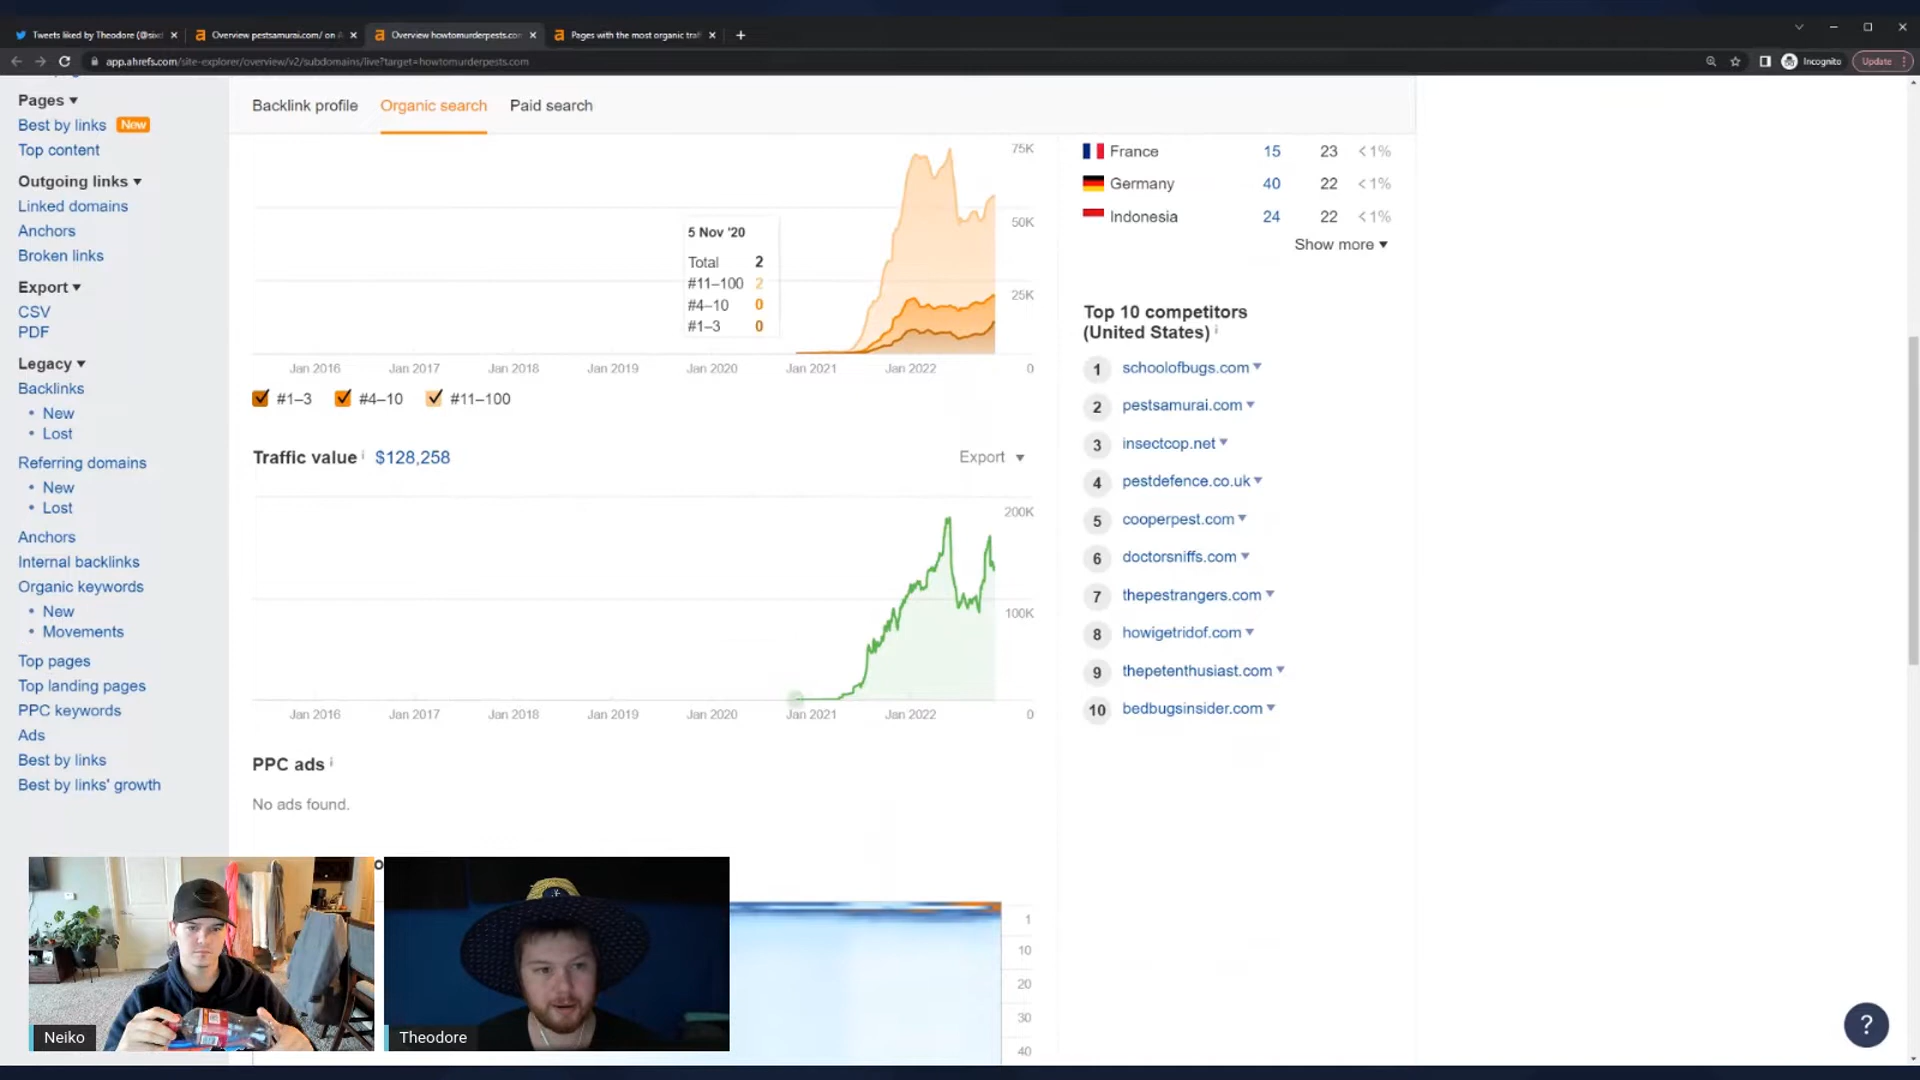 Tweets liked by Theodore (@sixd
Overview pestsamurai.com/ on
Overview howtomurderpests.com
Pages with the most organic traf
app.ahrefs.com/site-explorer/overview/v2/subdomains/live?target=howtomurderpests.com
Incognito
Update
Pages
Best by links New
Top content
Outgoing links
Linked domains
Anchors
Broken links
Export
CSV
PDF
Legacy
Backlinks
• New
• Lost
Referring domains
• New
• Lost
Anchors
Internal backlinks
Organic keywords
• New
• Movements
Top pages
Top landing pages
PPC keywords
Ads
Best by links
Best by links' growth
Backlink profile Organic search Paid search
75K
50K
25K
0
5 Nov '20
Total 2
#11–100 2
#4–10 0
#1–3 0
Jan 2016 Jan 2017 Jan 2018 Jan 2019 Jan 2020 Jan 2021 Jan 2022
#1–3 #4–10 #11–100
Traffic value $128,258 Export
200K
100K
0
Jan 2016 Jan 2017 Jan 2018 Jan 2019 Jan 2020 Jan 2021 Jan 2022
PPC ads
No ads found.
1
10
20
30
40
France 15 23 <1%
Germany 40 22 <1%
Indonesia 24 22 <1%
Show more
Top 10 competitors
(United States)
1 schoolofbugs.com
2 pestsamurai.com
3 insectcop.net
4 pestdefence.co.uk
5 cooperpest.com
6 doctorsniffs.com
7 thepestrangers.com
8 howigetridof.com
9 thepetenthusiast.com
10 bedbugsinsider.com
Neiko
Theodore
?